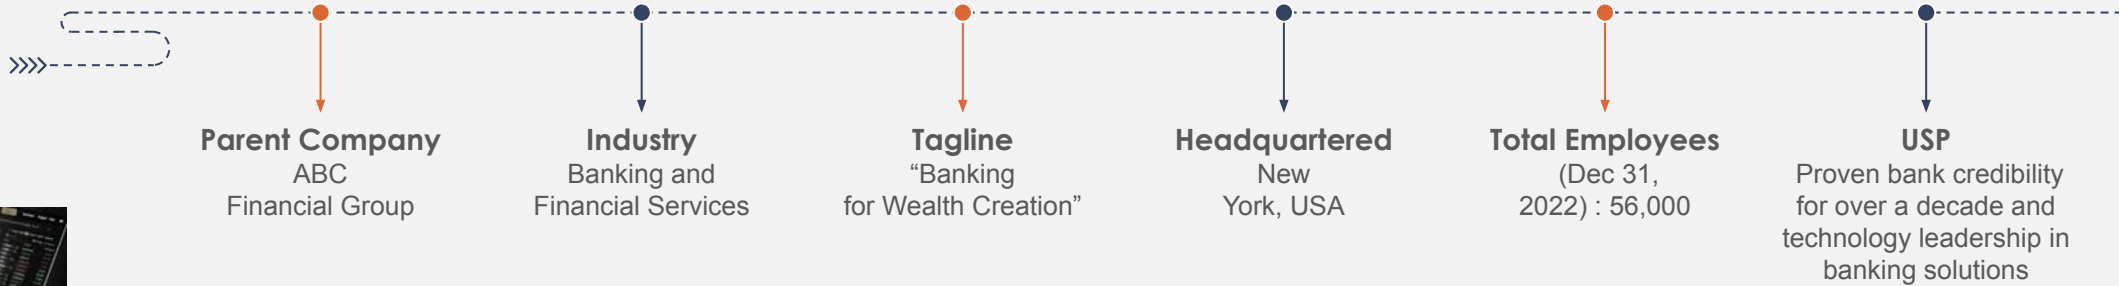 Parent Company
ABC
Financial Group
Industry
Banking and
Financial Services
Tagline
“Banking
for Wealth Creation”
Headquartered
New
York, USA
Total Employees
(Dec 31,
2022) : 56,000
USP
Proven bank credibility
for over a decade and
technology leadership in
banking solutions